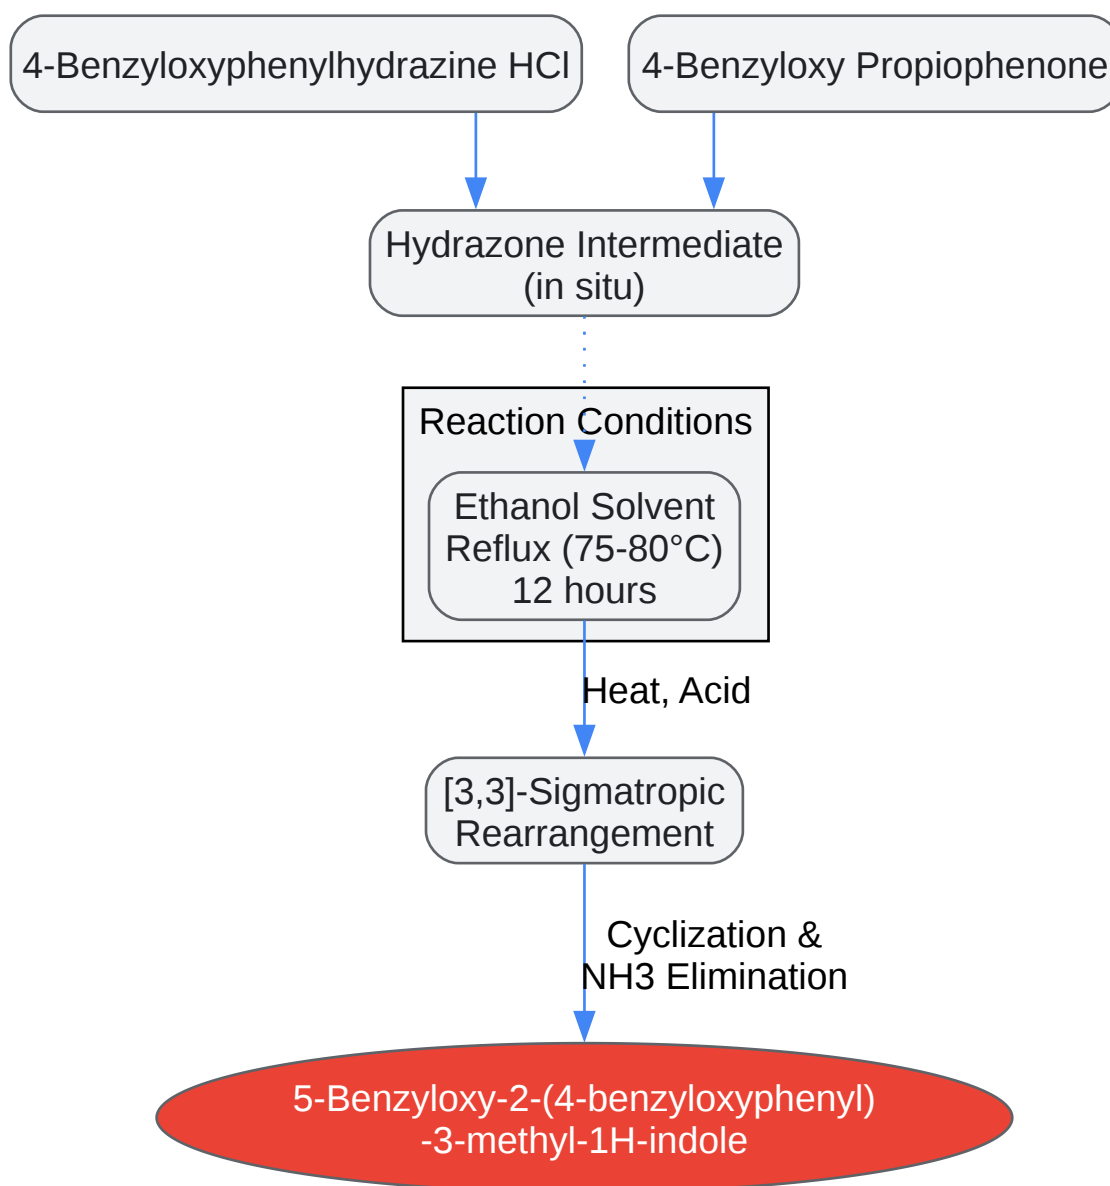 4-Benzyloxyphenylhydrazine HCl
4-Benzyloxy Propiophenone
Hydrazone Intermediate
(in situ)
Reaction Conditions
Ethanol Solvent
Reflux (75-80°C)
12 hours
Heat, Acid
[3,3]-Sigmatropic
Rearrangement
Cyclization &
NH3 Elimination
5-Benzyloxy-2-(4-benzyloxyphenyl)
-3-methyl-1H-indole